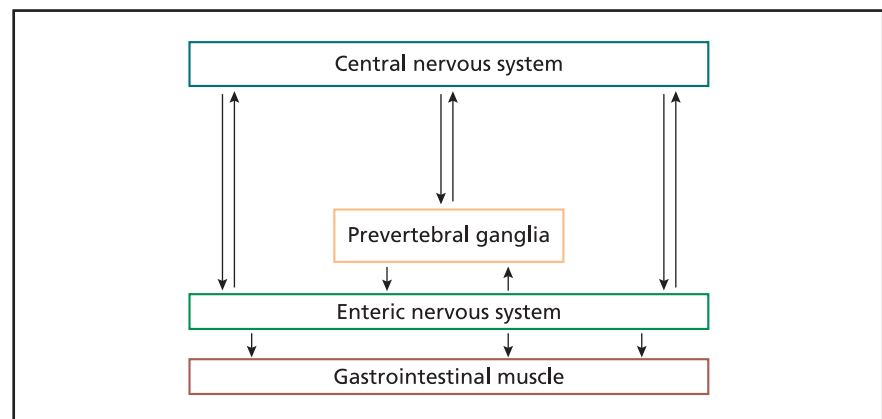 Central nervous system
Prevertebral ganglia
Enteric nervous system
Gastrointestinal muscle